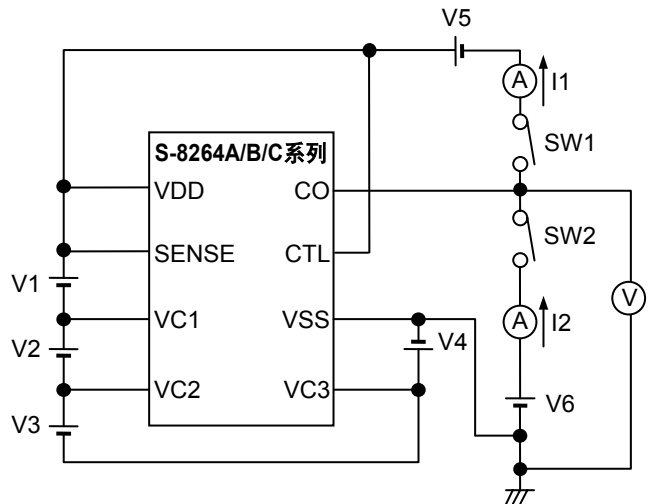 V5
A
I1
S-8264A/B/C系列
SW1
VDD
CO
SW2
SENSE
CTL
V1
V
VC1
VSS
A
I2
V2
V4
VC2
VC3
V6
V3